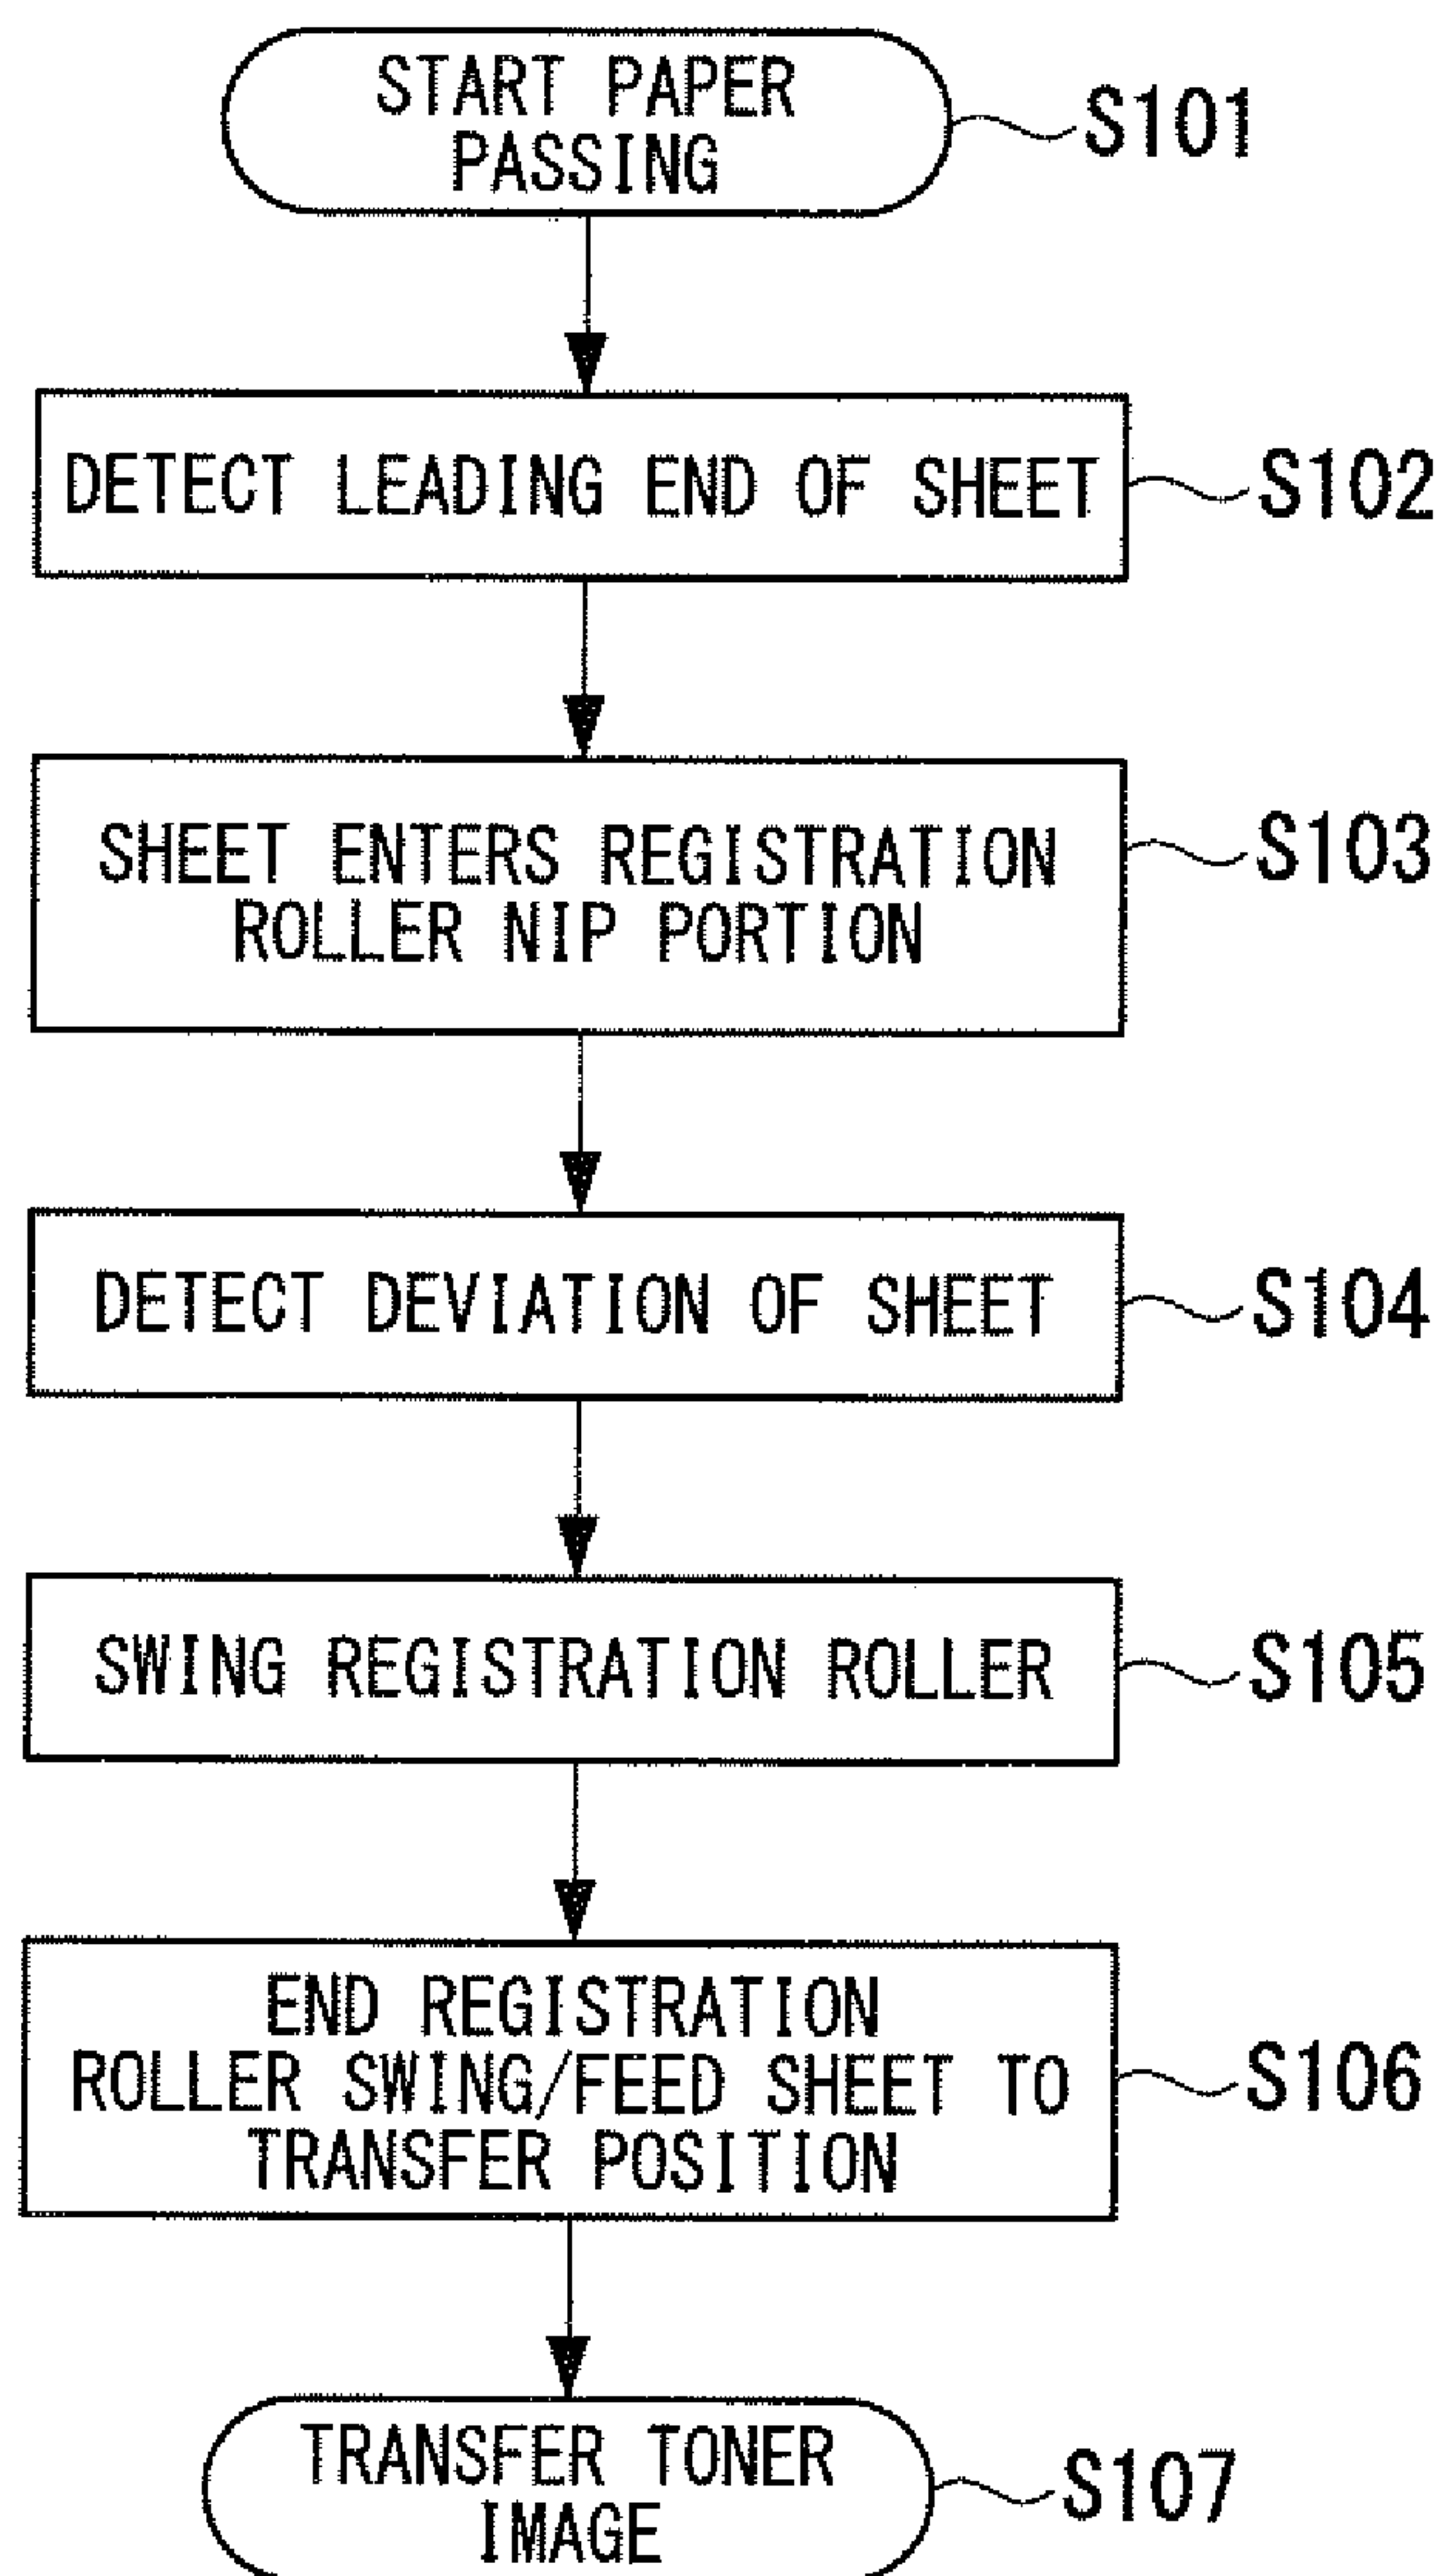 START PAPER
PASSING
S101
DETECT LEADING END OF SHEET
S102
SHEET ENTERS REGISTRATION
ROLLER NIP PORTION
S103
DETECT DEVIATION OF SHEET
S104
SWING REGISTRATION ROLLER
S105
END REGISTRATION
ROLLER SWING/FEED SHEET TO
TRANSFER POSITION
S106
TRANSFER TONER
IMAGE
S107